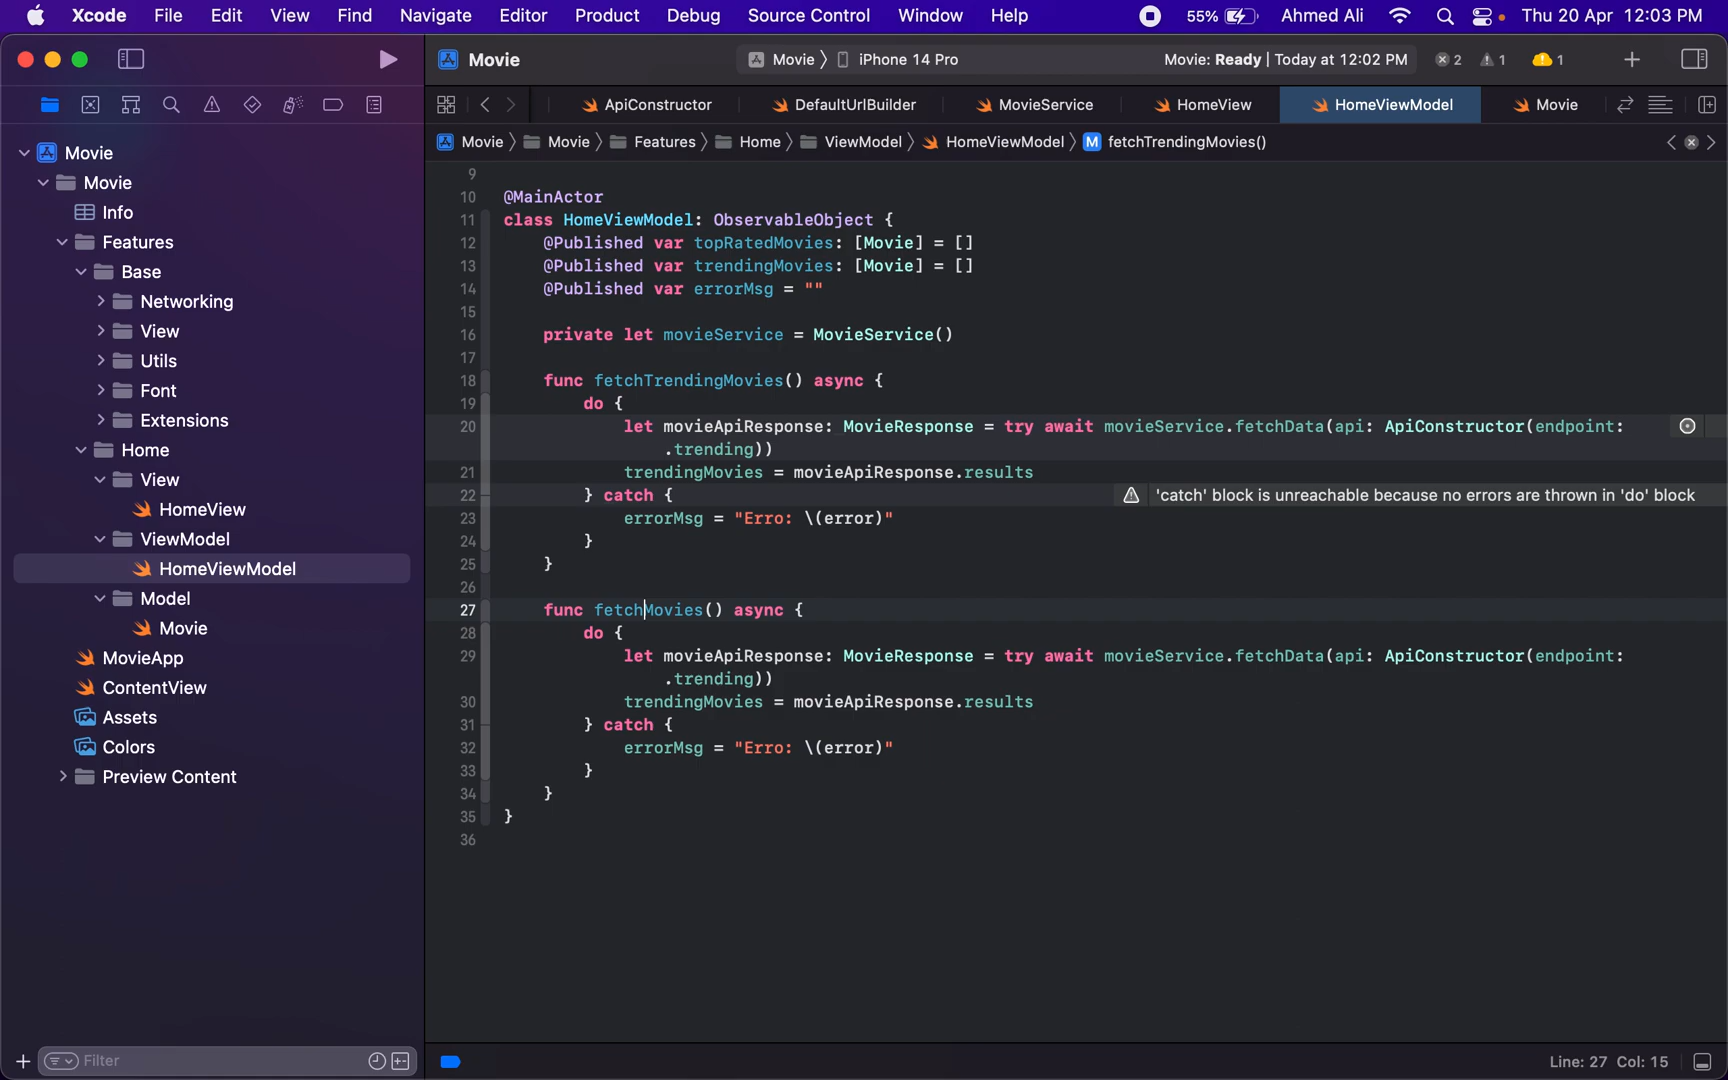 Xcode File Edit View Find Navigate Editor Product Debug Source Control Window Help 55% Ahmed Ali Thu 20 Apr 12:03 PM
Movie Movie 〉 iPhone 14 Pro Movie: Ready | Today at 12:02 PM 2 1 1
ApiConstructor DefaultUrlBuilder MovieService HomeView HomeViewModel Movie
Movie 〉 Movie 〉 Features 〉 Home 〉 ViewModel 〉 HomeViewModel 〉 M fetchTrendingMovies()
Movie
Movie
Info
Features
Base
Networking
View
Utils
Font
Extensions
Home
View
HomeView
ViewModel
HomeViewModel
Model
Movie
MovieApp
ContentView
Assets
Colors
Preview Content
Filter
9
10 @MainActor
11 class HomeViewModel: ObservableObject {
12 @Published var topRatedMovies: [Movie] = []
13 @Published var trendingMovies: [Movie] = []
14 @Published var errorMsg = ""
15
16 private let movieService = MovieService()
17
18 func fetchTrendingMovies() async {
19 do {
20 let movieApiResponse: MovieResponse = try await movieService.fetchData(api: ApiConstructor(endpoint:
.trending))
21 trendingMovies = movieApiResponse.results
22 } catch { 'catch' block is unreachable because no errors are thrown in 'do' block
23 errorMsg = "Erro: \(error)"
24 }
25 }
26
27 func fetchMovies() async {
28 do {
29 let movieApiResponse: MovieResponse = try await movieService.fetchData(api: ApiConstructor(endpoint:
.trending))
30 trendingMovies = movieApiResponse.results
31 } catch {
32 errorMsg = "Erro: \(error)"
33 }
34 }
35 }
36
Line: 27 Col: 15